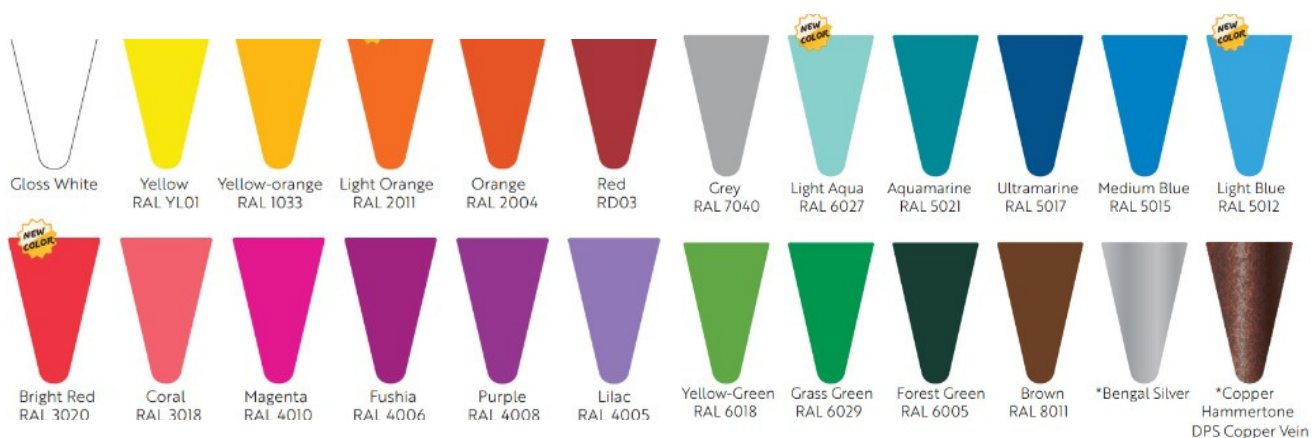 NEW
COLOR
NEW
COLOR
Gloss White
Yellow
RAL YL01
Yellow-orange
RAL 1033
Light Orange
RAL 2011
Orange
RAL 2004
Red
RD03
Grey
RAL 7040
Light Aqua
RAL 6027
Aquamarine
RAL 5021
Ultramarine
RAL 5017
Medium Blue
RAL 5015
Light Blue
RAL 5012
NEW
COLOR
Bright Red
RAL 3020
Coral
RAL 3018
Magenta
RAL 4010
Fushia
RAL 4006
Purple
RAL 4008
Lilac
RAL 4005
Yellow-Green
RAL 6018
Grass Green
RAL 6029
Forest Green
RAL 6005
Brown
RAL 8011
*Bengal Silver
*Copper
Hammertone
DPS Copper Vein